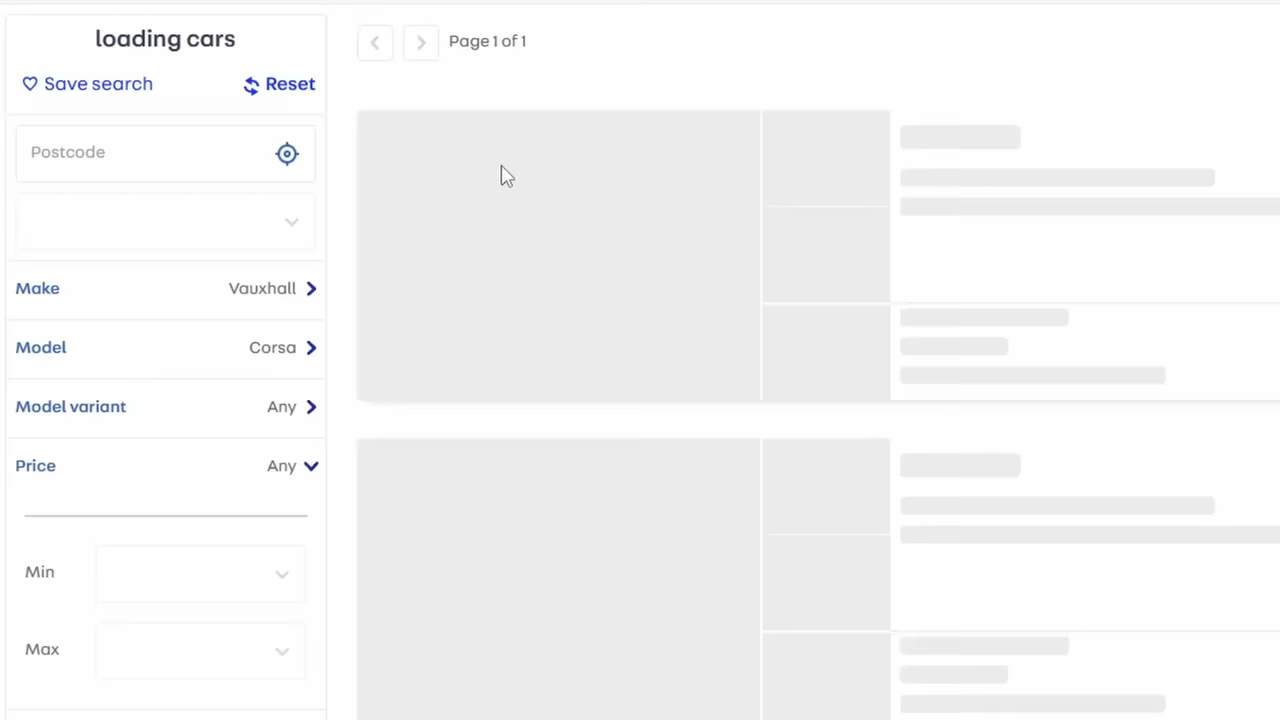 loading cars
Save search
Reset
Postcode
Make Vauxhall
Model Corsa
Model variant Any
Price Any
Min
Max
Page 1 of 1